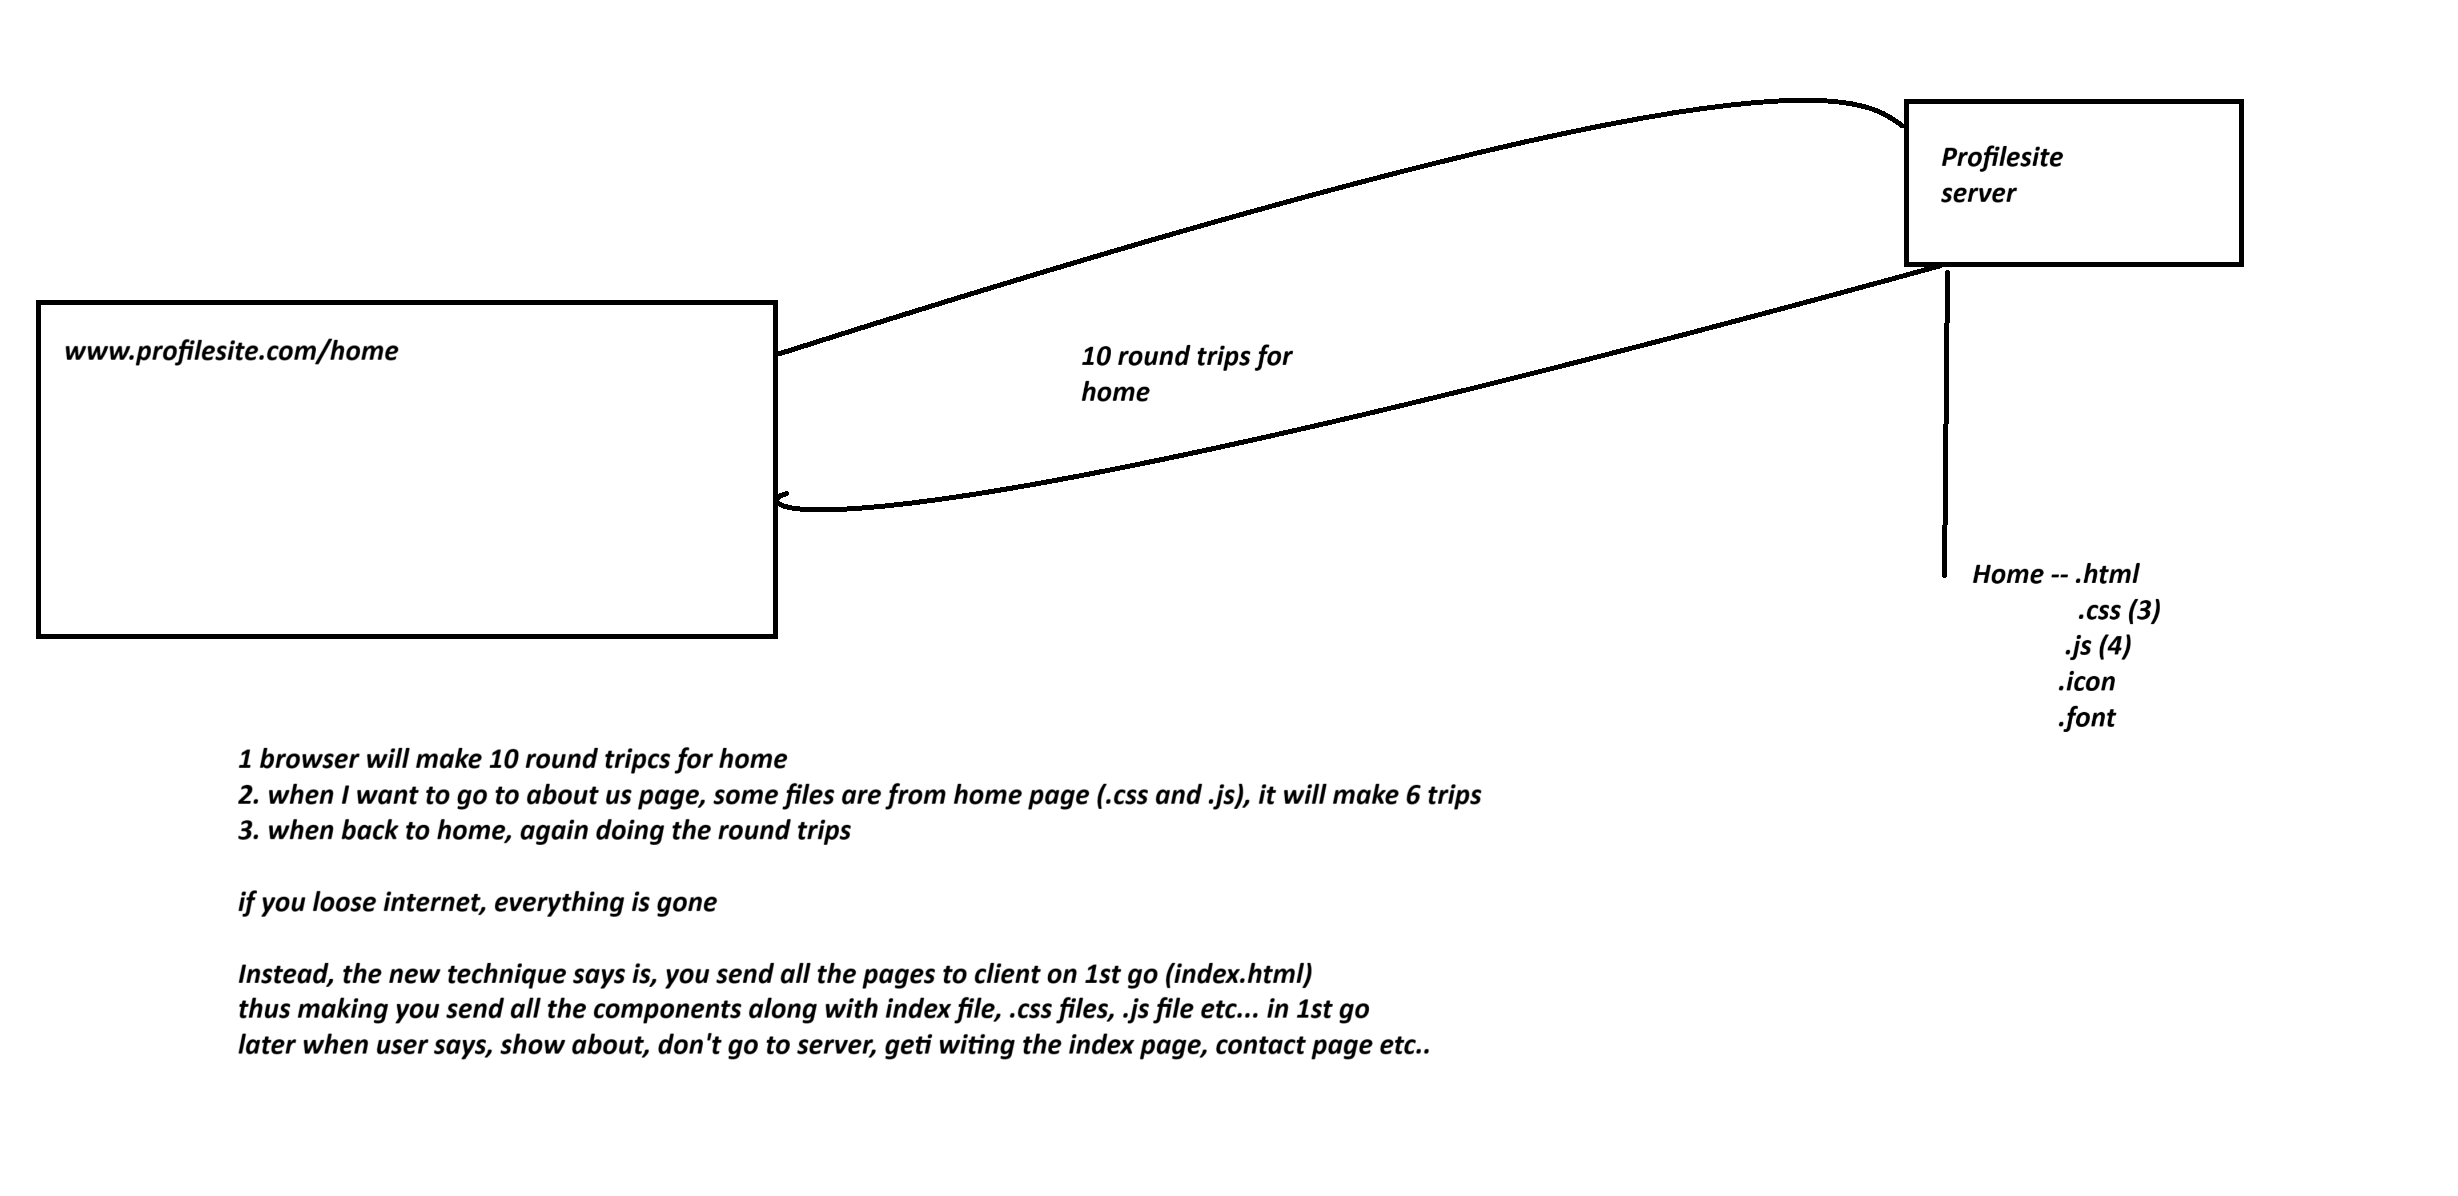 Profilesite
server
www.profilesite.com/home
10 round trips for
home
Home -- .html
.css (3)
.js (4)
.icon
.font
1 browser will make 10 round tripcs for home
2. when I want to go to about us page, some files are from home page (.css and .js), it will make 6 trips
3. when back to home, again doing the round trips
if you loose internet, everything is gone
Instead, the new technique says is, you send all the pages to client on 1st go (index.html)
thus making you send all the components along with index file, .css files, .js file etc... in 1st go
later when user says, show about, don't go to server, geti witing the index page, contact page etc..